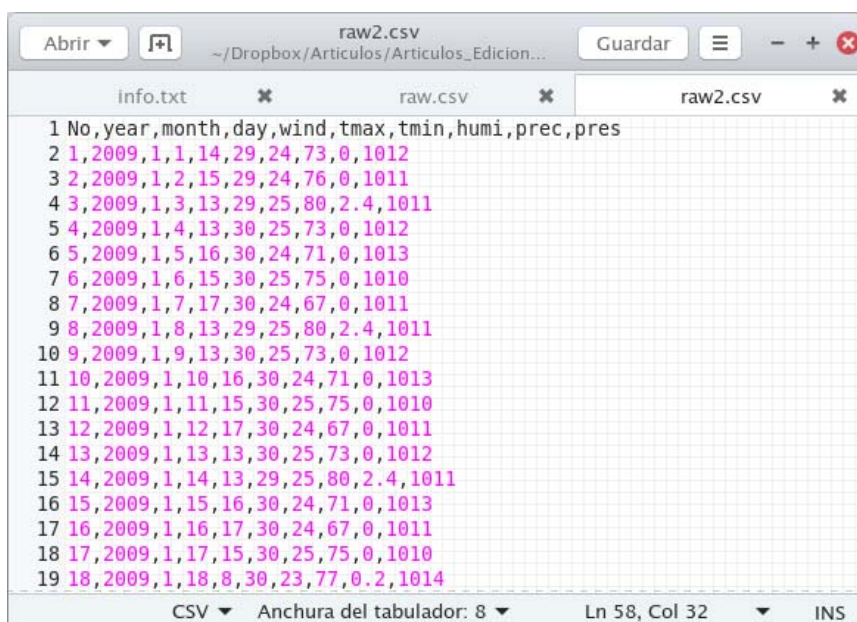 Abrir
raw2.csv
~/Dropbox/Articulos/Articulos_Edicion...
Guardar
info.txt
raw.csv
raw2.csv
1 No,year,month,day,wind,tmax,tmin,humi,prec,pres
2 1,2009,1,1,14,29,24,73,0,1012
3 2,2009,1,2,15,29,24,76,0,1011
4 3,2009,1,3,13,29,25,80,2.4,1011
5 4,2009,1,4,13,30,25,73,0,1012
6 5,2009,1,5,16,30,24,71,0,1013
7 6,2009,1,6,15,30,25,75,0,1010
8 7,2009,1,7,17,30,24,67,0,1011
9 8,2009,1,8,13,29,25,80,2.4,1011
10 9,2009,1,9,13,30,25,73,0,1012
11 10,2009,1,10,16,30,24,71,0,1013
12 11,2009,1,11,15,30,25,75,0,1010
13 12,2009,1,12,17,30,24,67,0,1011
14 13,2009,1,13,13,30,25,73,0,1012
15 14,2009,1,14,13,29,25,80,2.4,1011
16 15,2009,1,15,16,30,24,71,0,1013
17 16,2009,1,16,17,30,24,67,0,1011
18 17,2009,1,17,15,30,25,75,0,1010
19 18,2009,1,18,8,30,23,77,0.2,1014
CSV Anchura del tabulador: 8 Ln 58, Col 32 INS